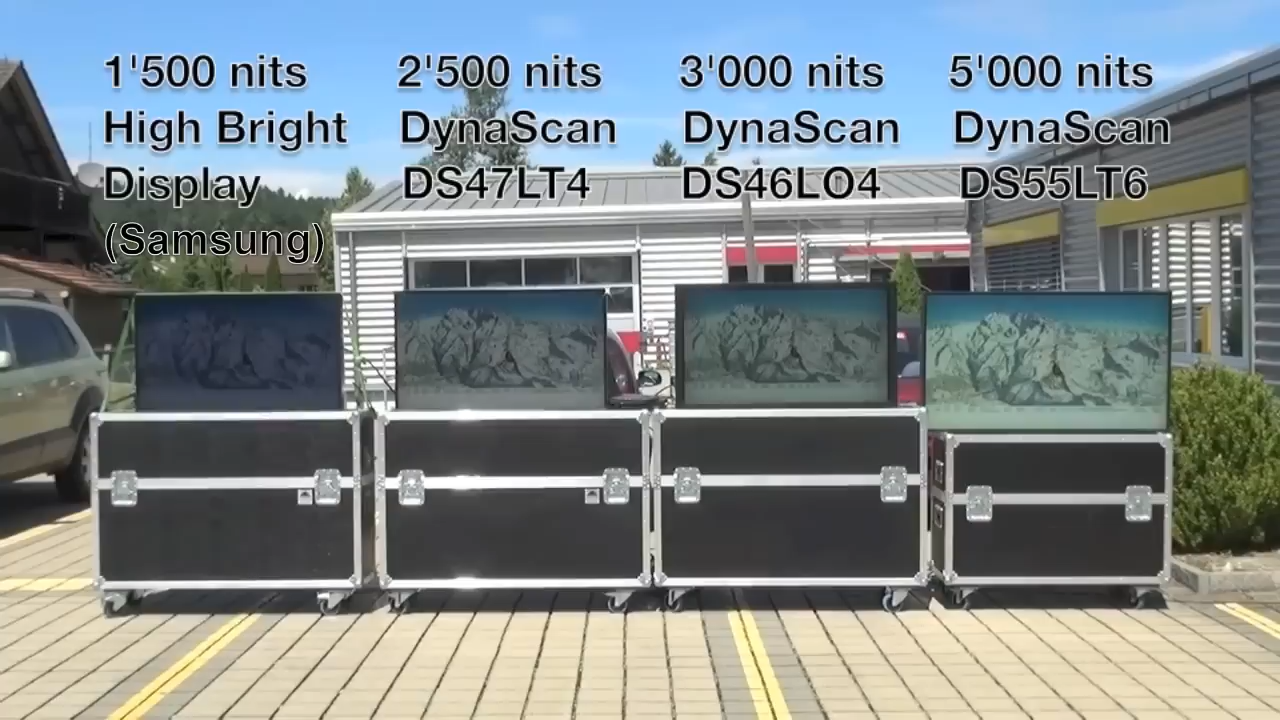 1'500 nits
High Bright
Display
(Samsung)
2'500 nits
DynaScan
DS47LT4
3'000 nits
DynaScan
DS46LO4
5'000 nits
DynaScan
DS55LT6